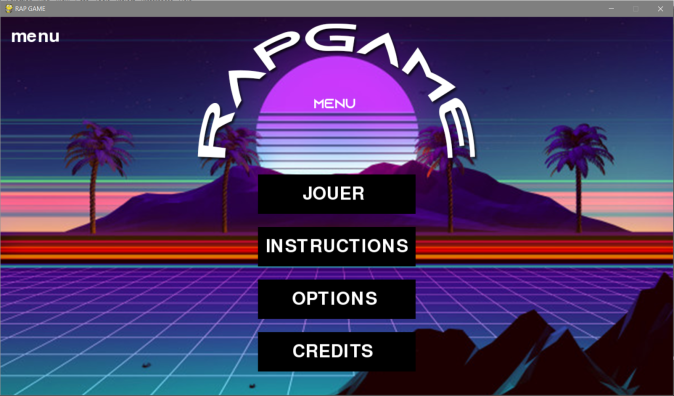 RAP GAME
menu
RAPGAME
MENU
JOUER
INSTRUCTIONS
OPTIONS
CREDITS